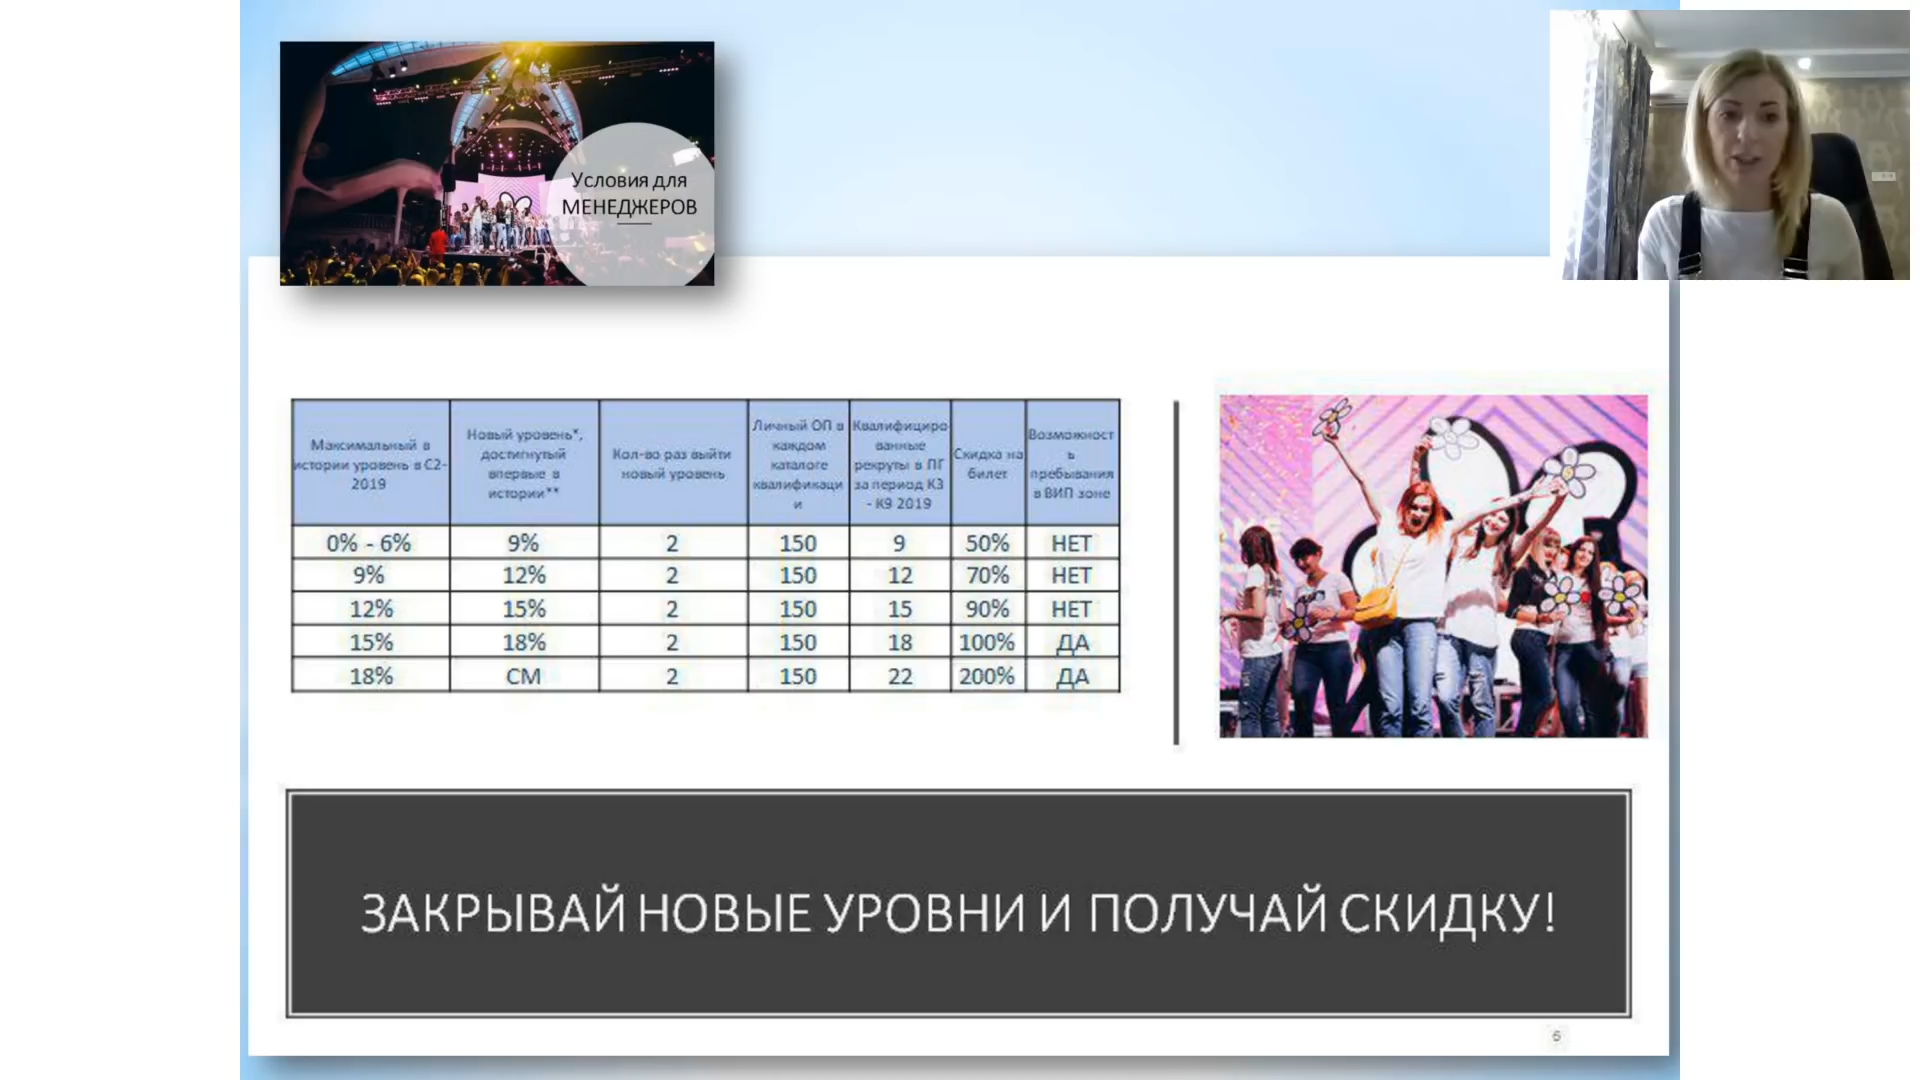 Условия для
МЕНЕДЖЕРОВ
Максимальный в
истории уровень в С2-
2019
Новый уровень*,
достигнутый
впервые в
истории**
Кол-во раз выйти
новый уровень
Личный ОП в
каждом
каталоге
квалификаци
и
Квалифициро
ванные
рекруты в ПГ
за период К3
- К9 2019
Скидка на
билет
Возможност
ь
пребывания
в ВИП зоне
0% - 6% 9% 2 150 9 50% НЕТ
9% 12% 2 150 12 70% НЕТ
12% 15% 2 150 15 90% НЕТ
15% 18% 2 150 18 100% ДА
18% СМ 2 150 22 200% ДА
ЗАКРЫВАЙ НОВЫЕ УРОВНИ И ПОЛУЧАЙ СКИДКУ!
6